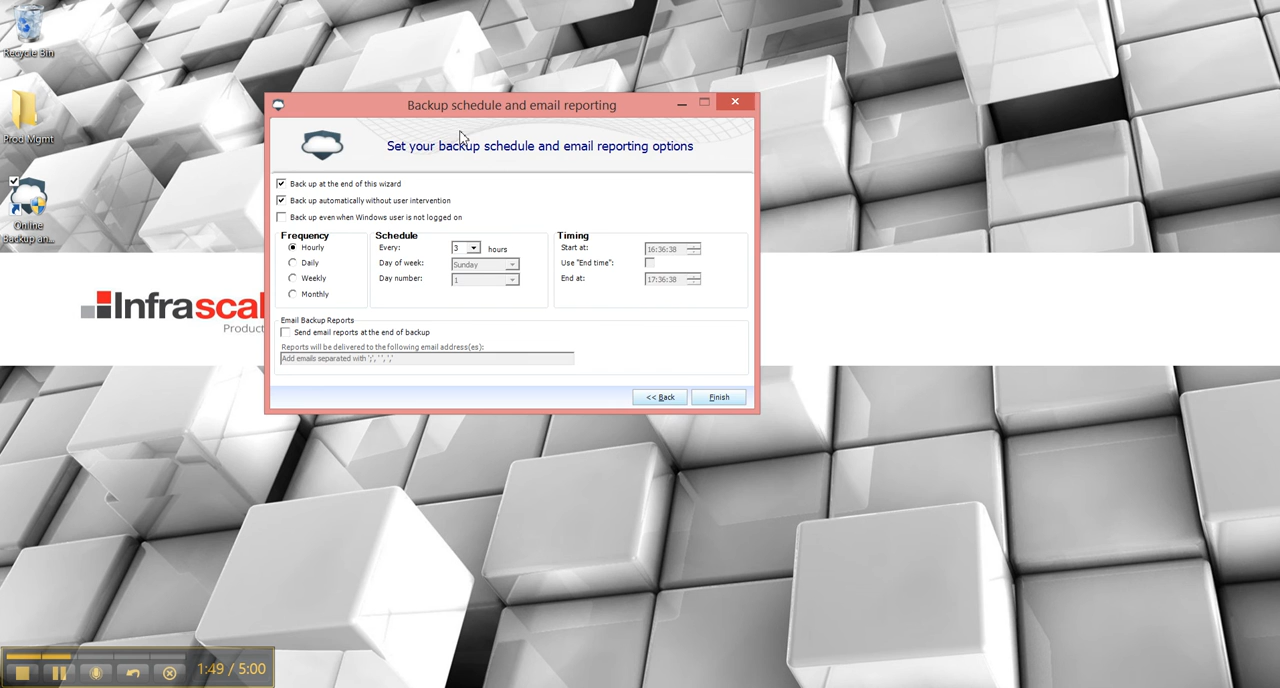 Recycle Bin
Prod Mgmt
Online
Backup an...
Infrascal
Product
Backup schedule and email reporting
Set your backup schedule and email reporting options
Back up at the end of this wizard
Back up automatically without user intervention
Back up even when Windows user is not logged on
Frequency
Hourly
Daily
Weekly
Monthly
Schedule
Every: 3 hours
Day of week: Sunday
Day number: 1
Timing
Start at: 16:36:38
Use "End time":
End at: 17:36:38
Email Backup Reports
Send email reports at the end of backup
Reports will be delivered to the following email address(es):
Add emails separated with ';', ' ', ','
<< Back
Finish
1:49 / 5:00